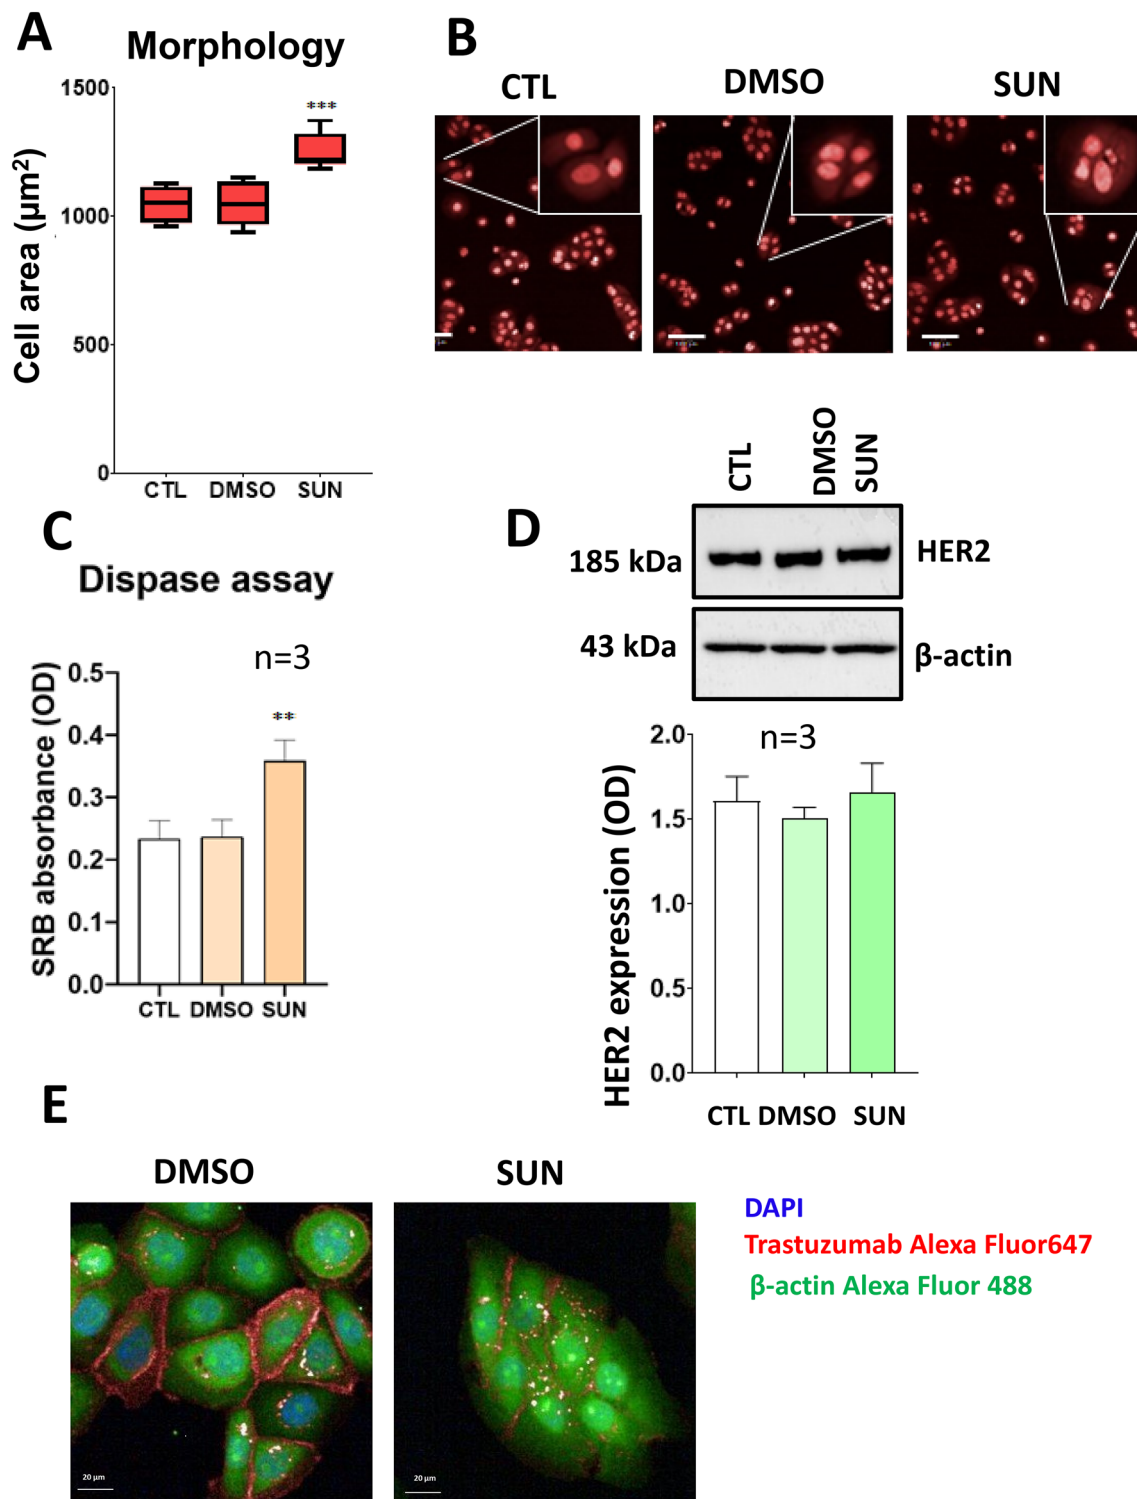 A
Morphology
Cell area (µm²)
1500
1000
500
0
***
CTL DMSO SUN
B
CTL
DMSO
SUN
C
Dispase assay
n=3
SRB absorbance (OD)
0.5
0.4
0.3
0.2
0.1
0.0
**
CTL DMSO SUN
D
CTL
DMSO
SUN
185 kDa
HER2
43 kDa
β-actin
n=3
HER2 expression (OD)
2.0
1.5
1.0
0.5
0.0
CTL DMSO SUN
E
DMSO
SUN
20 µm
20 µm
DAPI
Trastuzumab Alexa Fluor647
β-actin Alexa Fluor 488